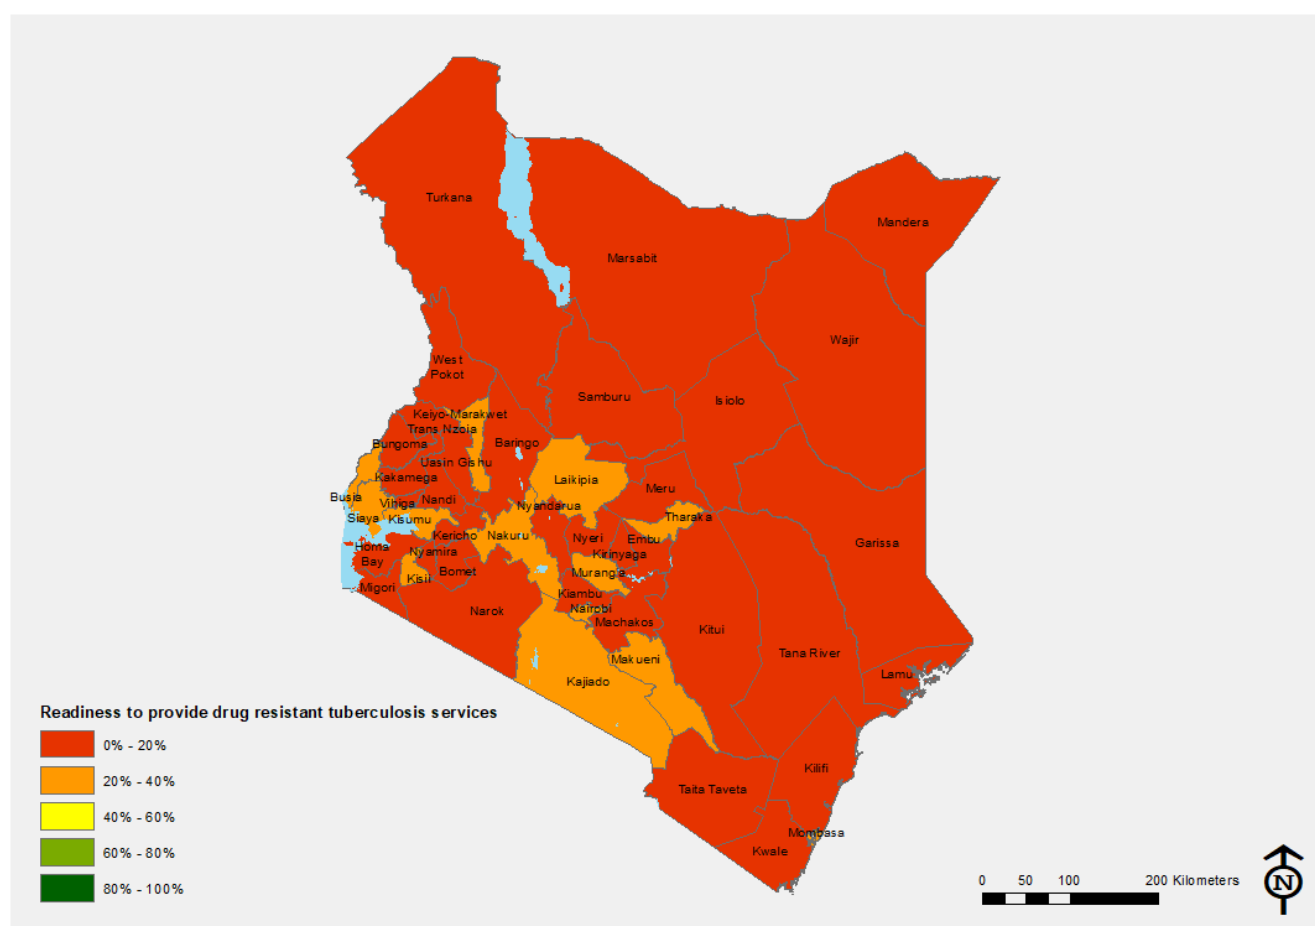 Turkana
Mandera
Marsabit
Wajir
West
Pokot
Samburu
Isiolo
Keiyo-Marakwet
Trans Nzoia
Bungoma
Baringo
Uasin Gishu
Kakamega
Laikipia
Meru
Busia
Vihiga
Nandi
Nyandarua
Siaya
Kisumu
Tharaka
Kericho
Nakuru
Nyeri
Embu
Garissa
Homa
Bay
Nyamira
Kirinyaga
Kisii
Bomet
Murang'a
Migori
Kiambu
Narok
Nairobi
Machakos
Kitui
Tana River
Makueni
Kajiado
Lamu
Kilifi
Taita Taveta
Mombasa
Kwale
Readiness to provide drug resistant tuberculosis services
0% - 20%
20% - 40%
40% - 60%
60% - 80%
80% - 100%
0 50 100 200 Kilometers
N